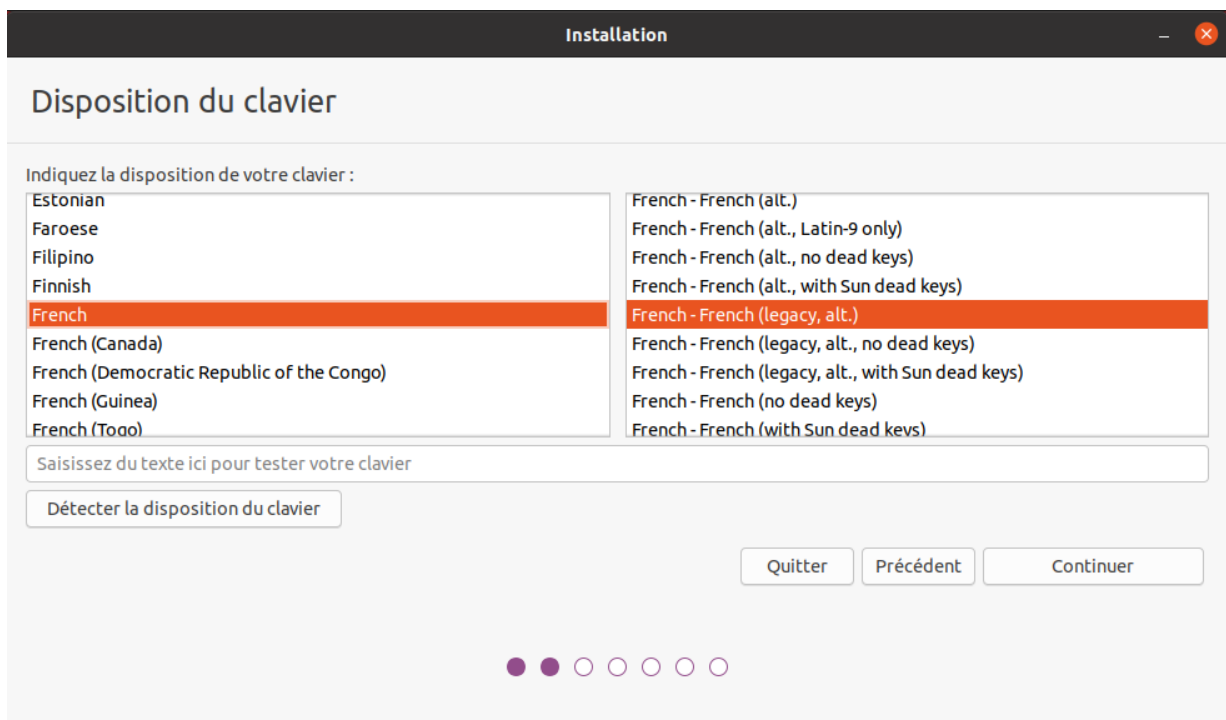 Installation
Disposition du clavier
Indiquez la disposition de votre clavier :
Estonian
Faroese
Filipino
Finnish
French
French (Canada)
French (Democratic Republic of the Congo)
French (Guinea)
French (Togo)
French - French (alt.)
French - French (alt., Latin-9 only)
French - French (alt., no dead keys)
French - French (alt., with Sun dead keys)
French - French (legacy, alt.)
French - French (legacy, alt., no dead keys)
French - French (legacy, alt., with Sun dead keys)
French - French (no dead keys)
French - French (with Sun dead keys)
Saisissez du texte ici pour tester votre clavier
Détecter la disposition du clavier
Quitter Précédent Continuer